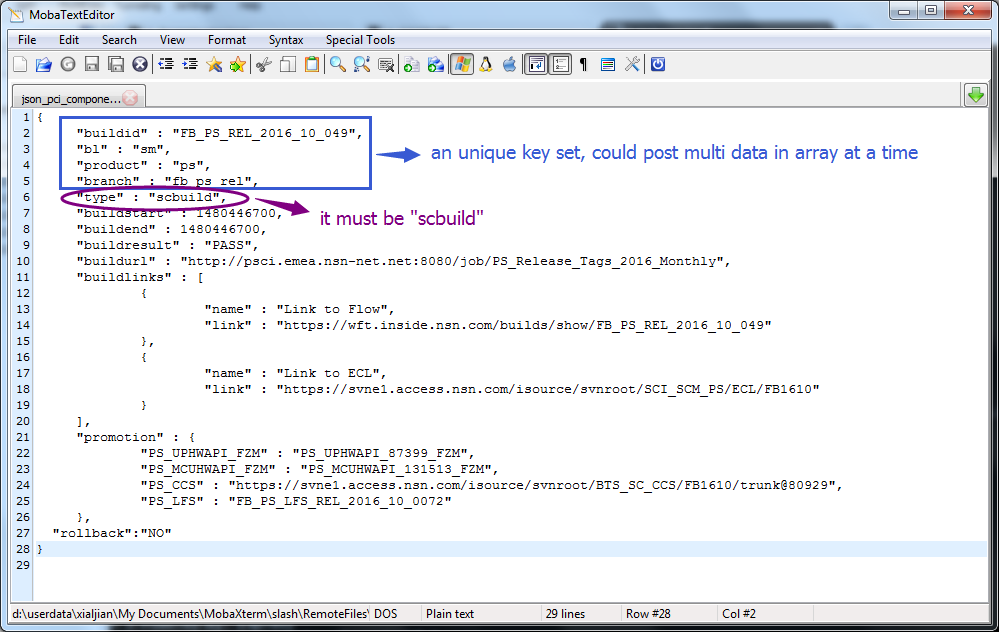 MobaTextEditor
File Edit Search View Format Syntax Special Tools
json_pci_compone...
1 {
2 "buildid" : "FB_PS_REL_2016_10_049",
3 "bl" : "sm",
4 "product" : "ps",
an unique key set, could post multi data in array at a time
5 "branch" : "fb_ps_rel",
6 "type" : "scbuild",
7 "buildstart" : 1480446700,
it must be "scbuild"
8 "buildend" : 1480446700,
9 "buildresult" : "PASS",
10 "buildurl" : "http://psci.emea.nsn-net.net:8080/job/PS_Release_Tags_2016_Monthly",
11 "buildlinks" : [
12 {
13 "name" : "Link to Flow",
14 "link" : "https://wft.inside.nsn.com/builds/show/FB_PS_REL_2016_10_049"
15 },
16 {
17 "name" : "Link to ECL",
18 "link" : "https://svne1.access.nsn.com/isource/svnroot/SCI_SCM_PS/ECL/FB1610"
19 }
20 ],
21 "promotion" : {
22 "PS_UPHWAPI_FZM" : "PS_UPHWAPI_87399_FZM",
23 "PS_MCUHWAPI_FZM" : "PS_MCUHWAPI_131513_FZM",
24 "PS_CCS" : "https://svne1.access.nsn.com/isource/svnroot/BTS_SC_CCS/FB1610/trunk@80929",
25 "PS_LFS" : "FB_PS_LFS_REL_2016_10_0072"
26 },
27 "rollback":"NO"
28 }
29
d:\userdata\xialjian\My Documents\MobaXterm\slash\RemoteFiles\ DOS Plain text 29 lines Row #28 Col #2